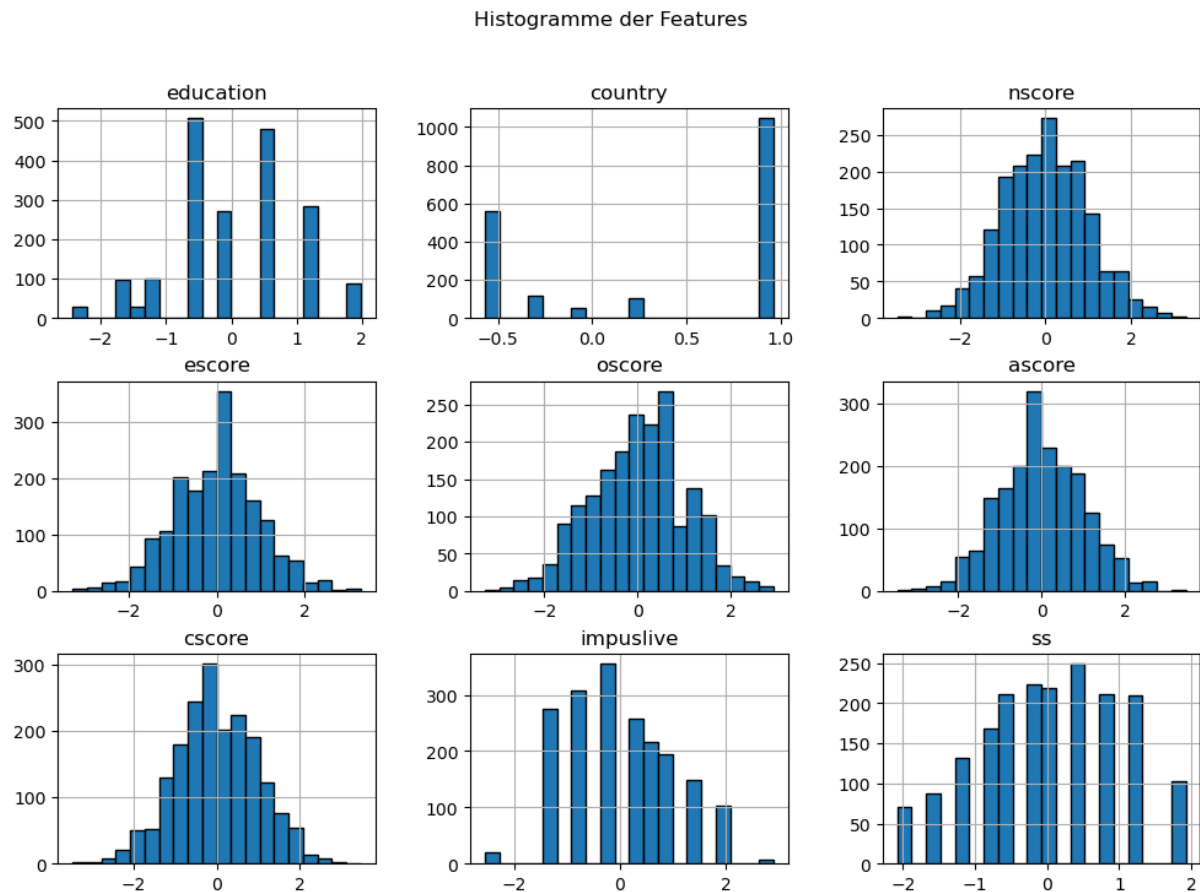 Histogramme der Features
education country nscore
500 1000 250
400 800 200
300 600 150
200 400 100
100 200 50
0 0 0
−2 −1 0 1 2 −0.5 0.0 0.5 1.0 −2 0 2
escore oscore ascore
300 250 300
200 200 200
150
100 100 100
50
0 0 0
−2 0 2 −2 0 2 −2 0 2
cscore impuslive ss
300 300 250
200 200 200
150
100 100 100
50
0 0 0
−2 0 2 −2 0 2 −2 −1 0 1 2